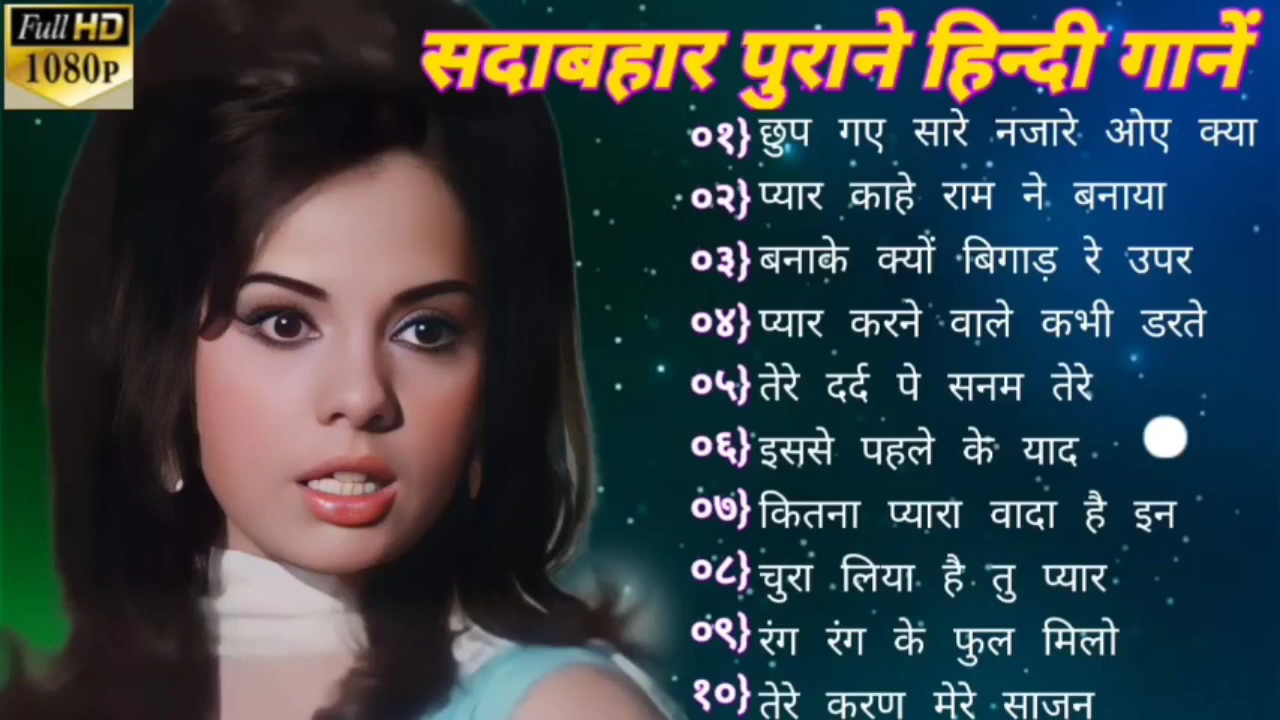 Full HD
1080P
सदाबहार पुराने हिन्दी गानें
०१} छुप गए सारे नजारे ओए क्या
०२} प्यार काहे राम ने बनाया
०३} बनाके क्यों बिगाड़ रे उपर
०४} प्यार करने वाले कभी डरते
०५} तेरे दर्द पे सनम तेरे
०६} इससे पहले के याद
०७} कितना प्यारा वादा है इन
०८} चुरा लिया है तु प्यार
०९} रंग रंग के फुल मिलो
१०} तेरे करण मेरे साजन